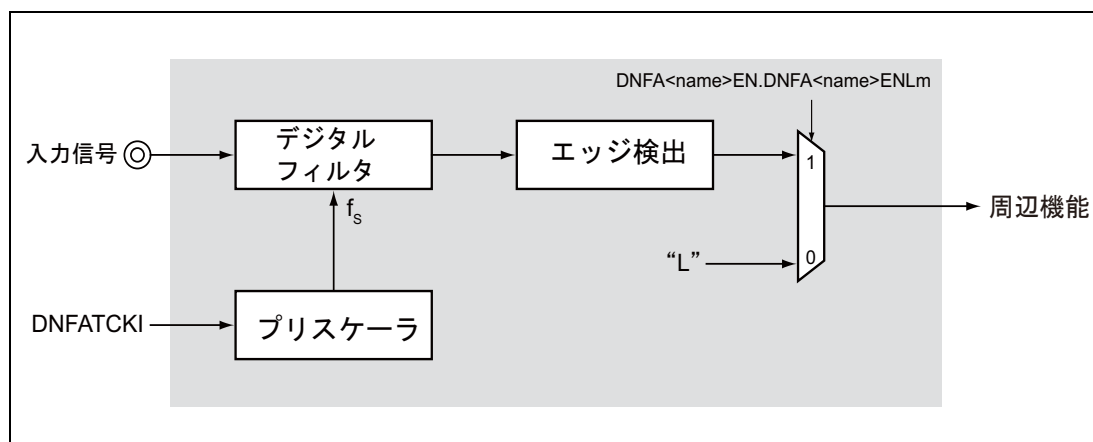 DNFA<name>EN.DNFA<name>ENLm
入力信号
デジタル
フィルタ
エッジ検出
1
周辺機能
fs
“L”
0
DNFATCKI
プリスケーラ